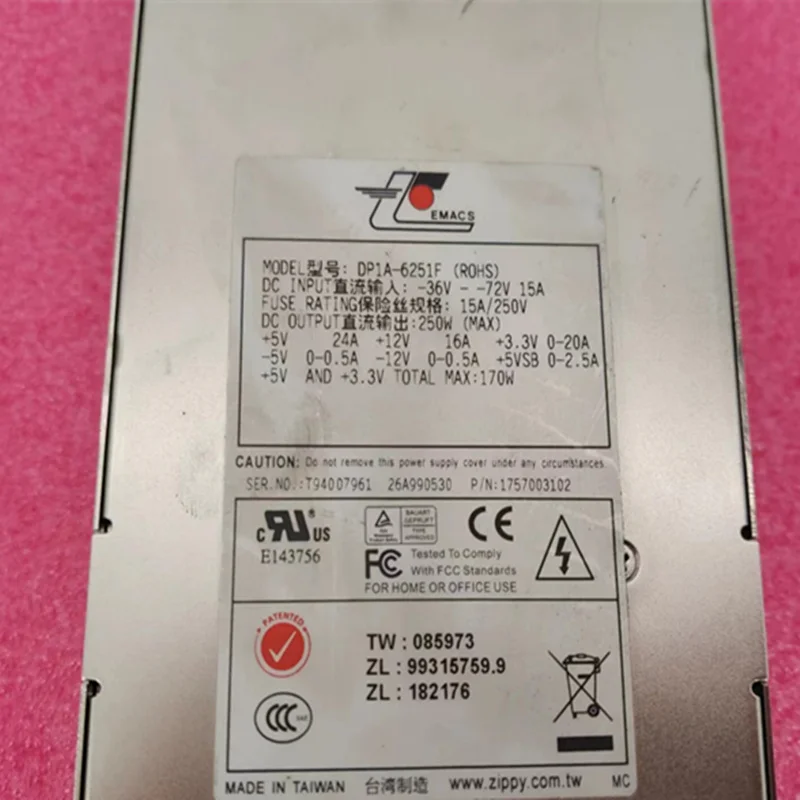 EMACS
MODEL型号: DP1A-6251F (ROHS)
DC INPUT直流输入: -36V - -72V 15A
FUSE RATING保险丝规格: 15A/250V
DC OUTPUT直流输出:250W (MAX)
+5V 24A +12V 16A +3.3V 0-20A
-5V 0-0.5A -12V 0-0.5A +5VSB 0-2.5A
+5V AND +3.3V TOTAL MAX:170W
CAUTION: Do not remove this power supply cover under any circumstances.
SER.NO.:T94007961 26A990530 P/N:1757003102
c RU US
E143756
BAUART
GEPRUFT
CE
FC Tested To Comply
With FCC Standards
FOR HOME OR OFFICE USE
PATENTED
TW : 085973
ZL : 99315759.9
ZL : 182176
CCC
MADE IN TAIWAN 台湾制造 www.zippy.com.tw MC